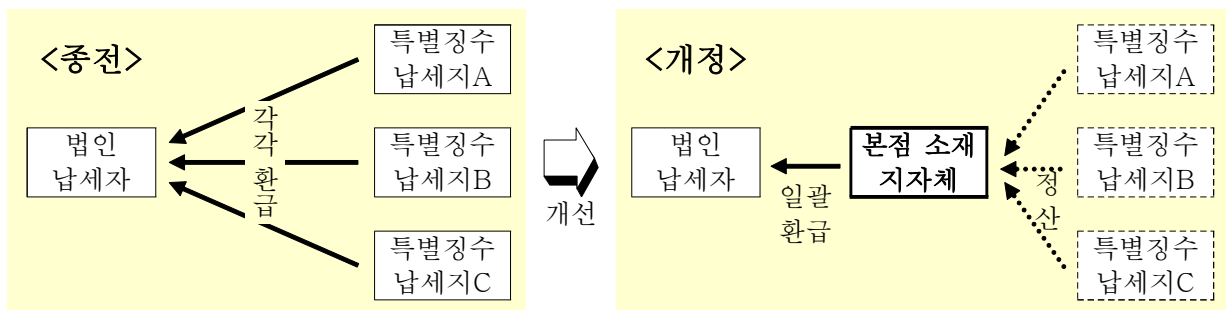 <종전>
특별징수
납세지A
법인
납세자
각각 환급
특별징수
납세지B
특별징수
납세지C
개선
<개정>
특별징수
납세지A
법인
납세자
일괄
환급
본점 소재
지자체
정산
특별징수
납세지B
특별징수
납세지C